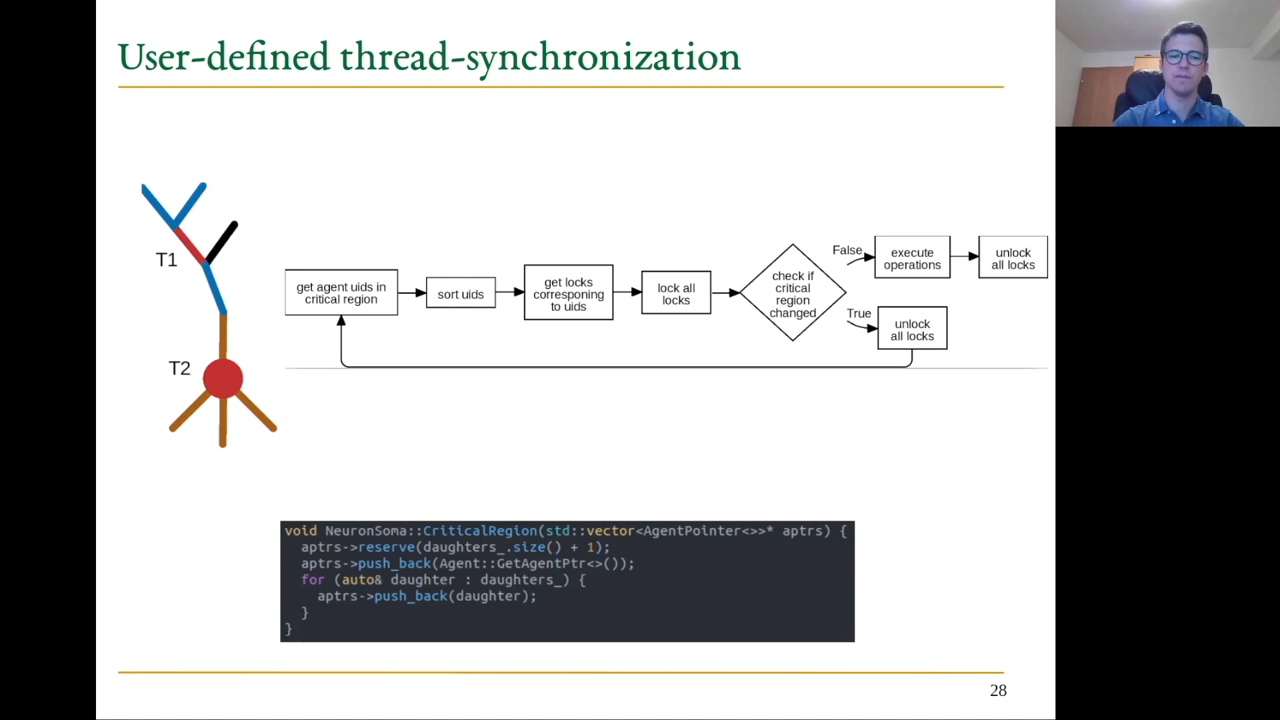 User-defined thread-synchronization
T1
T2
get agent uids in
critical region
sort uids
get locks
corresponing
to uids
lock all
locks
check if
critical
region
changed
False
execute
operations
unlock
all locks
True
unlock
all locks
void NeuronSoma::CriticalRegion(std::vector<AgentPointer<>>* aptrs) {
  aptrs->reserve(daughters_.size() + 1);
  aptrs->push_back(Agent::GetAgentPtr<>());
  for (auto& daughter : daughters_) {
    aptrs->push_back(daughter);
  }
}
28